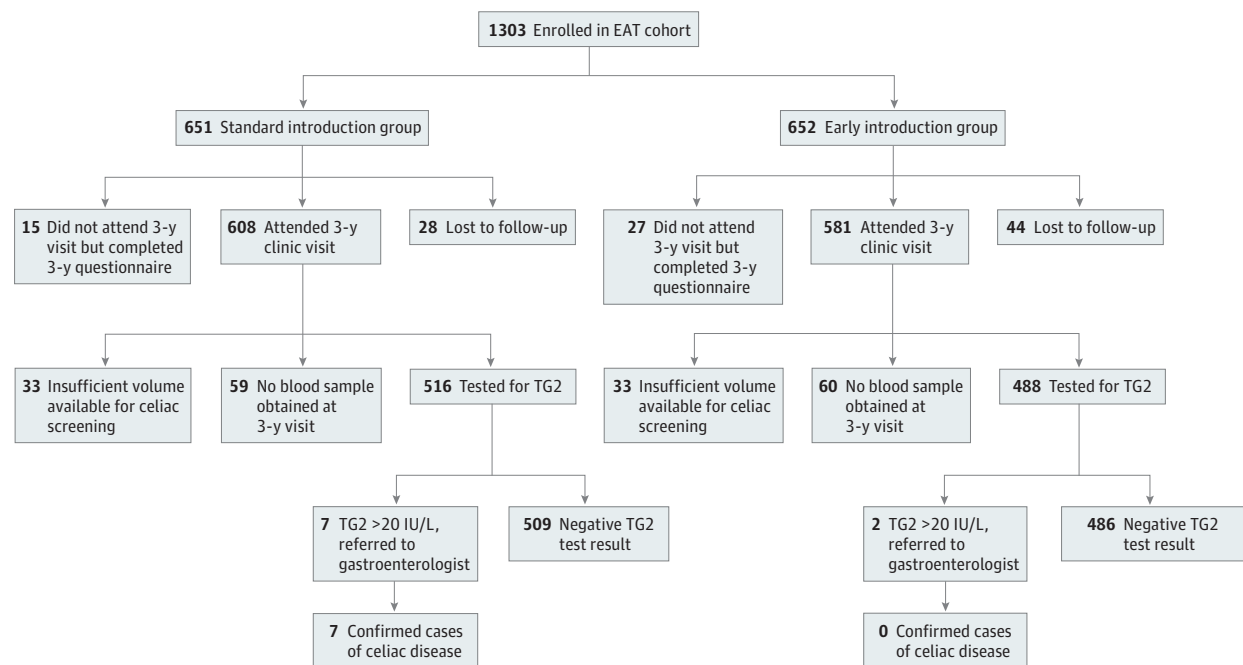 1303 Enrolled in EAT cohort
651 Standard introduction group
652 Early introduction group
15 Did not attend 3-y
visit but completed
3-y questionnaire
608 Attended 3-y
clinic visit
28 Lost to follow-up
27 Did not attend
3-y visit but
completed 3-y
questionnaire
581 Attended 3-y
clinic visit
44 Lost to follow-up
33 Insufficient volume
available for celiac
screening
59 No blood sample
obtained at
3-y visit
516 Tested for TG2
33 Insufficient volume
available for celiac
screening
60 No blood sample
obtained at
3-y visit
488 Tested for TG2
7 TG2 >20 IU/L,
referred to
gastroenterologist
509 Negative TG2
test result
2 TG2 >20 IU/L,
referred to
gastroenterologist
486 Negative TG2
test result
7 Confirmed cases
of celiac disease
0 Confirmed cases
of celiac disease